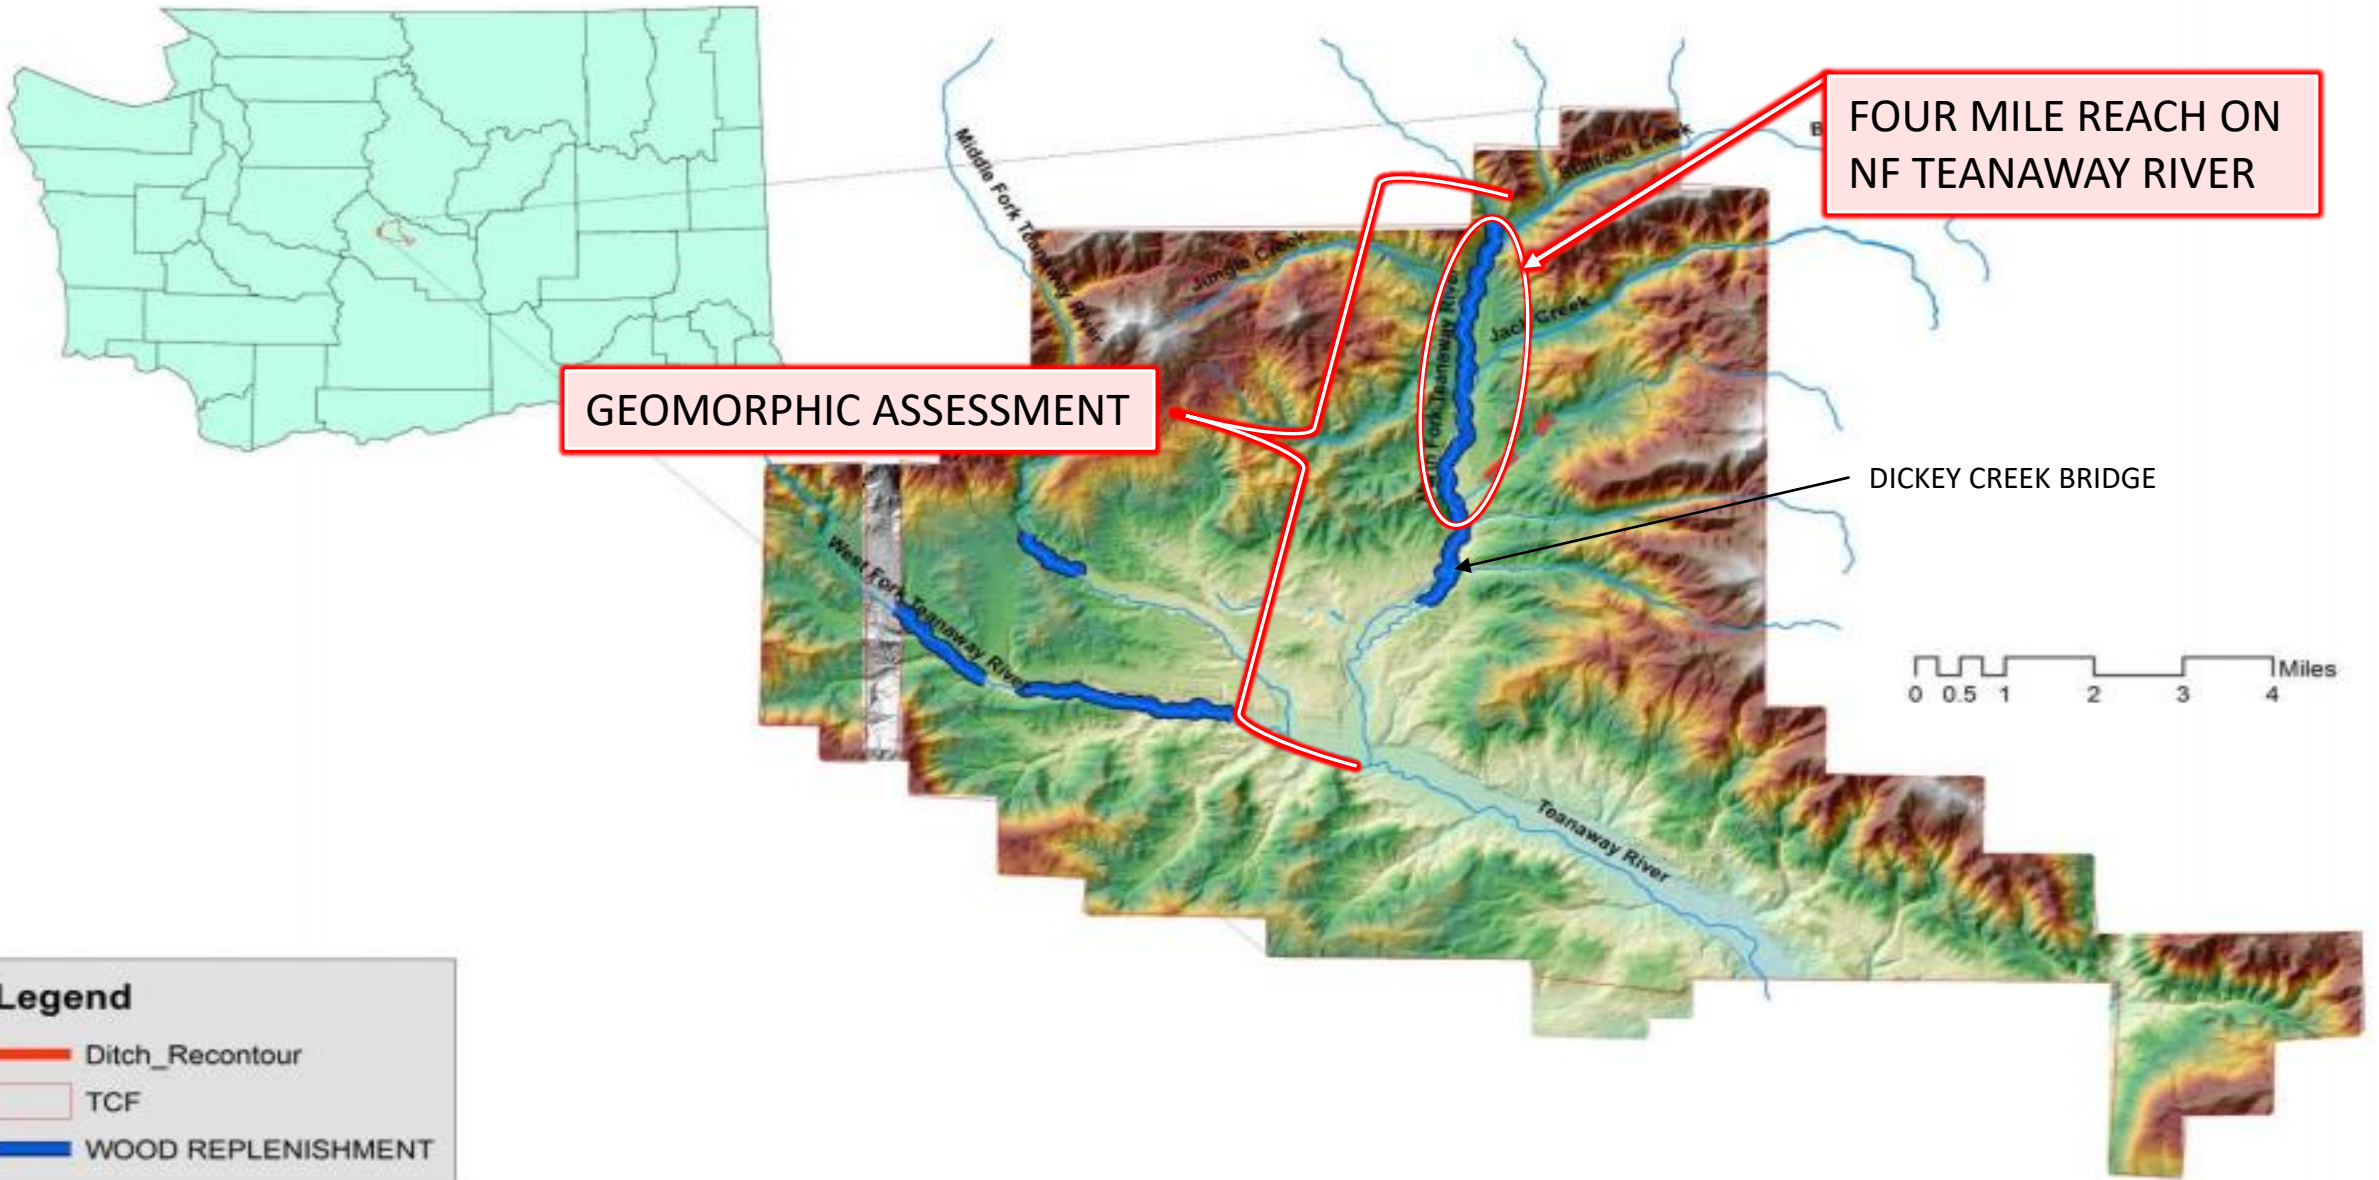 FOUR MILE REACH ON
NF TEANAWAY RIVER
B
Stafford Creek
Middle Fork Teanaway River
Jungle Creek
North Fork Teanaway River
Jack Creek
GEOMORPHIC ASSESSMENT
DICKEY CREEK BRIDGE
West Fork Teanaway River
Miles
0 0.5 1 2 3 4
Teanaway River
Legend
Ditch_Recontour
TCF
WOOD REPLENISHMENT